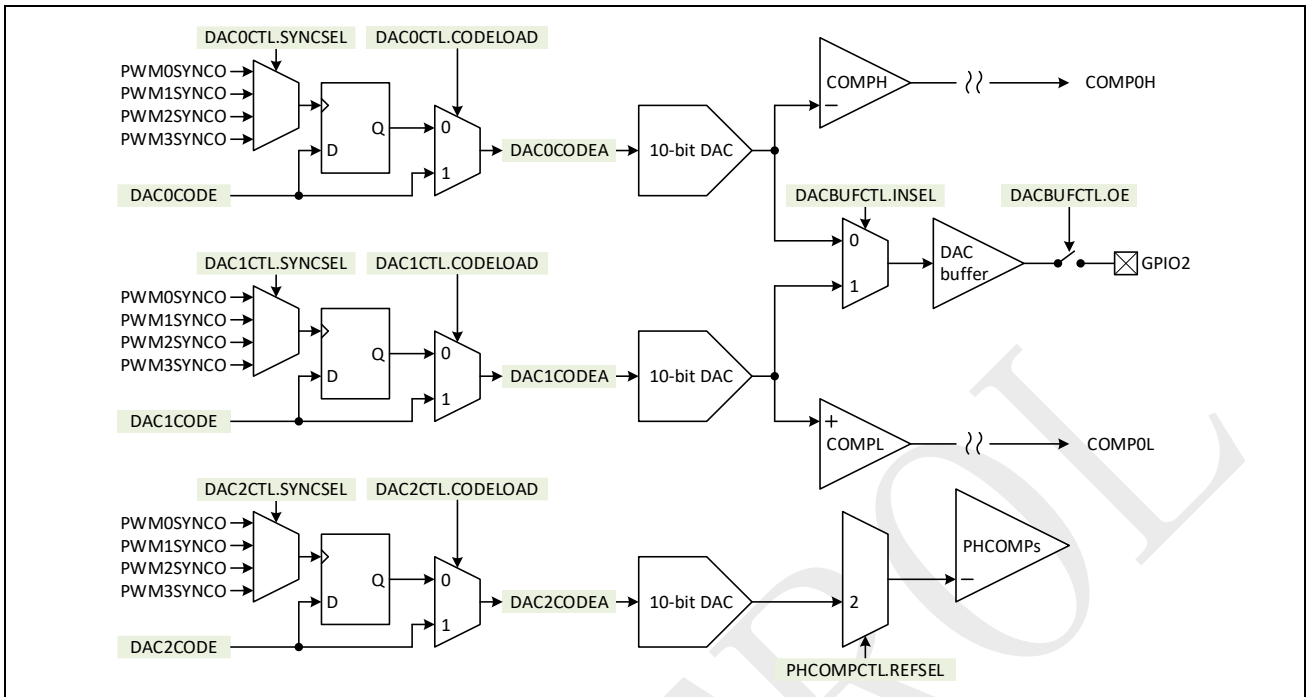 DAC0CTL.SYNCSEL DAC0CTL.CODELOAD
PWM0SYNCO
PWM1SYNCO
PWM2SYNCO
PWM3SYNCO
D Q
0
1
DAC0CODE
DAC0CODEA
10-bit DAC
COMPH
−
COMP0H
DACBUFCTL.INSEL DACBUFCTL.OE
0
1
DAC
buffer
GPIO2
DAC1CTL.SYNCSEL DAC1CTL.CODELOAD
PWM0SYNCO
PWM1SYNCO
PWM2SYNCO
PWM3SYNCO
D Q
0
1
DAC1CODE
DAC1CODEA
10-bit DAC
+
COMPL
COMP0L
DAC2CTL.SYNCSEL DAC2CTL.CODELOAD
PWM0SYNCO
PWM1SYNCO
PWM2SYNCO
PWM3SYNCO
D Q
0
1
DAC2CODE
DAC2CODEA
10-bit DAC
2
PHCOMPs
−
PHCOMPCTL.REFSEL
ROL